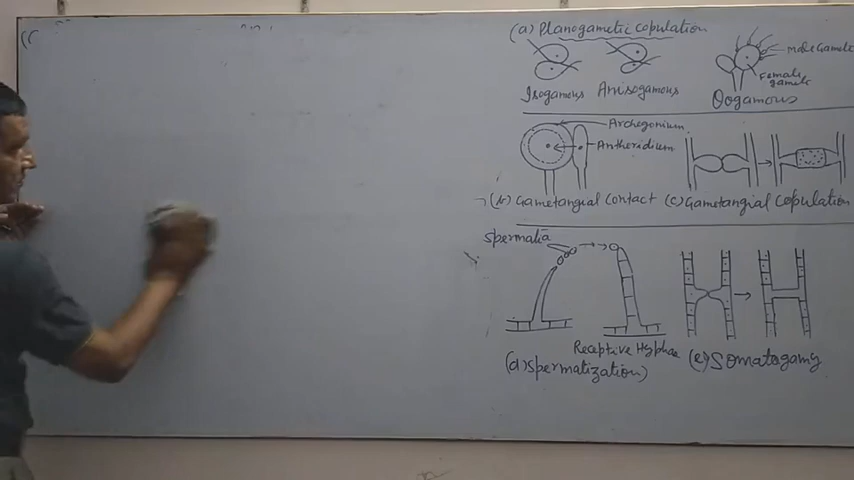 (a) Planogametic Copulation
male Gamete
Female
gamete
Isogamous Anisogamous Oogamous
Archegonium
Antheridium
(b) Gametangial Contact (c) Gametangial Copulation
Spermatia
Receptive Hyphae
(d) Spermatization) (e) Somatogamy